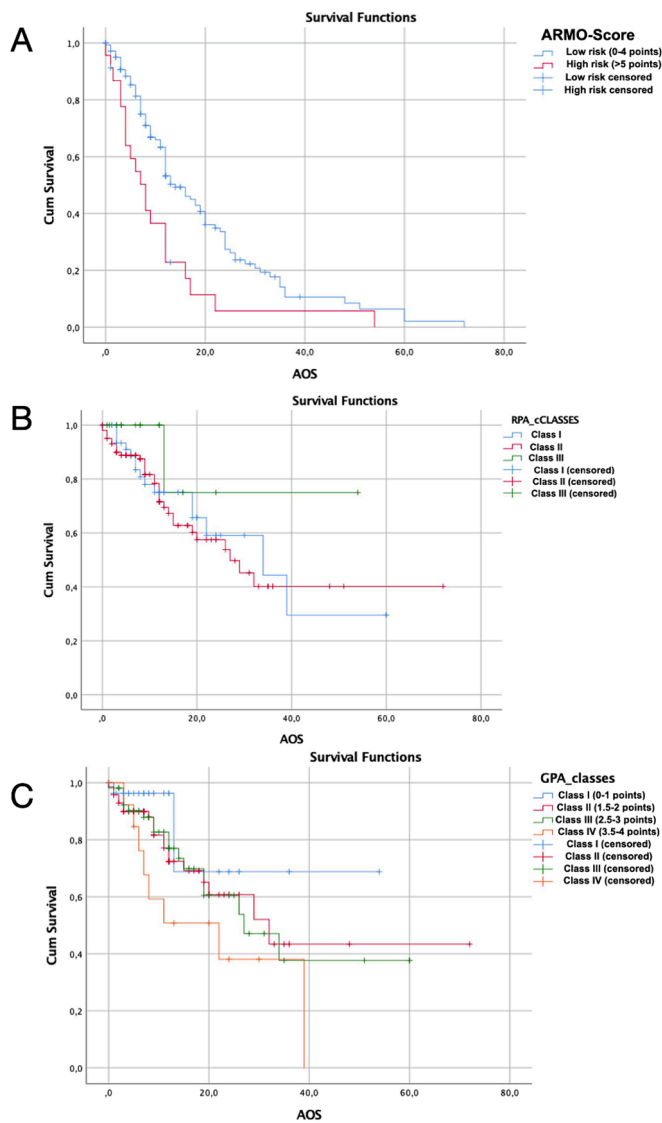 A
Survival Functions
ARMO-Score
Low risk (0-4 points)
High risk (>5 points)
Low risk censored
High risk censored
1,0
0,8
0,6
0,4
0,2
0,0
Cum Survival
,0
20,0
40,0
60,0
80,0
AOS
B
Survival Functions
RPA_cCLASSES
Class I
Class II
Class III
Class I (censored)
Class II (censored)
Class III (censored)
1,0
0,8
0,6
0,4
0,2
0,0
Cum Survival
,0
20,0
40,0
60,0
80,0
AOS
C
Survival Functions
GPA_classes
Class I (0-1 points)
Class II (1.5-2 points)
Class III (2.5-3 points)
Class IV (3.5-4 points)
Class I (censored)
Class II (censored)
Class III (censored)
Class IV (censored)
1,0
0,8
0,6
0,4
0,2
0,0
Cum Survival
,0
20,0
40,0
60,0
80,0
AOS